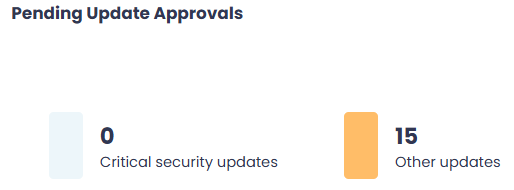 Pending Update Approvals
0
Critical security updates
15
Other updates